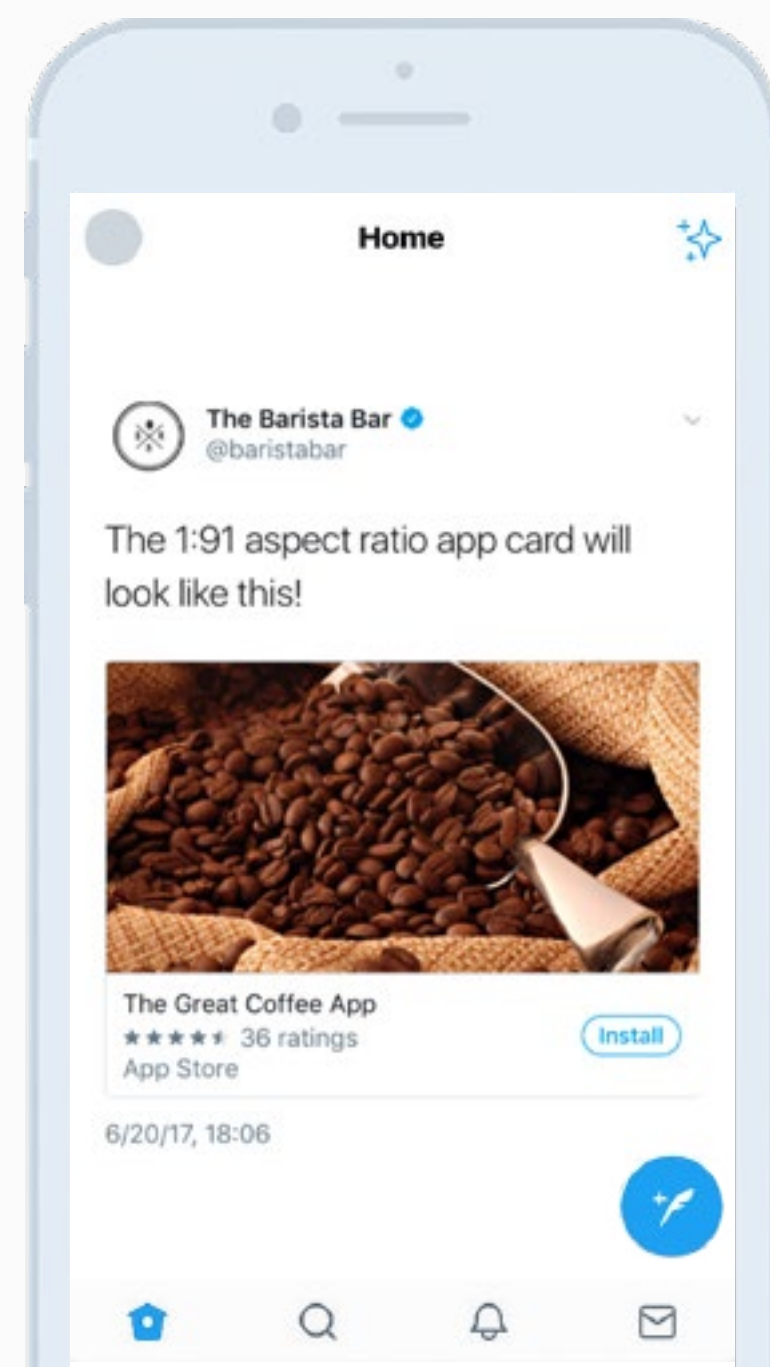 Home
The Barista Bar
@baristabar
The 1:91 aspect ratio app card will
look like this!
The Great Coffee App
36 ratings
Install
App Store
6/20/17, 18:06